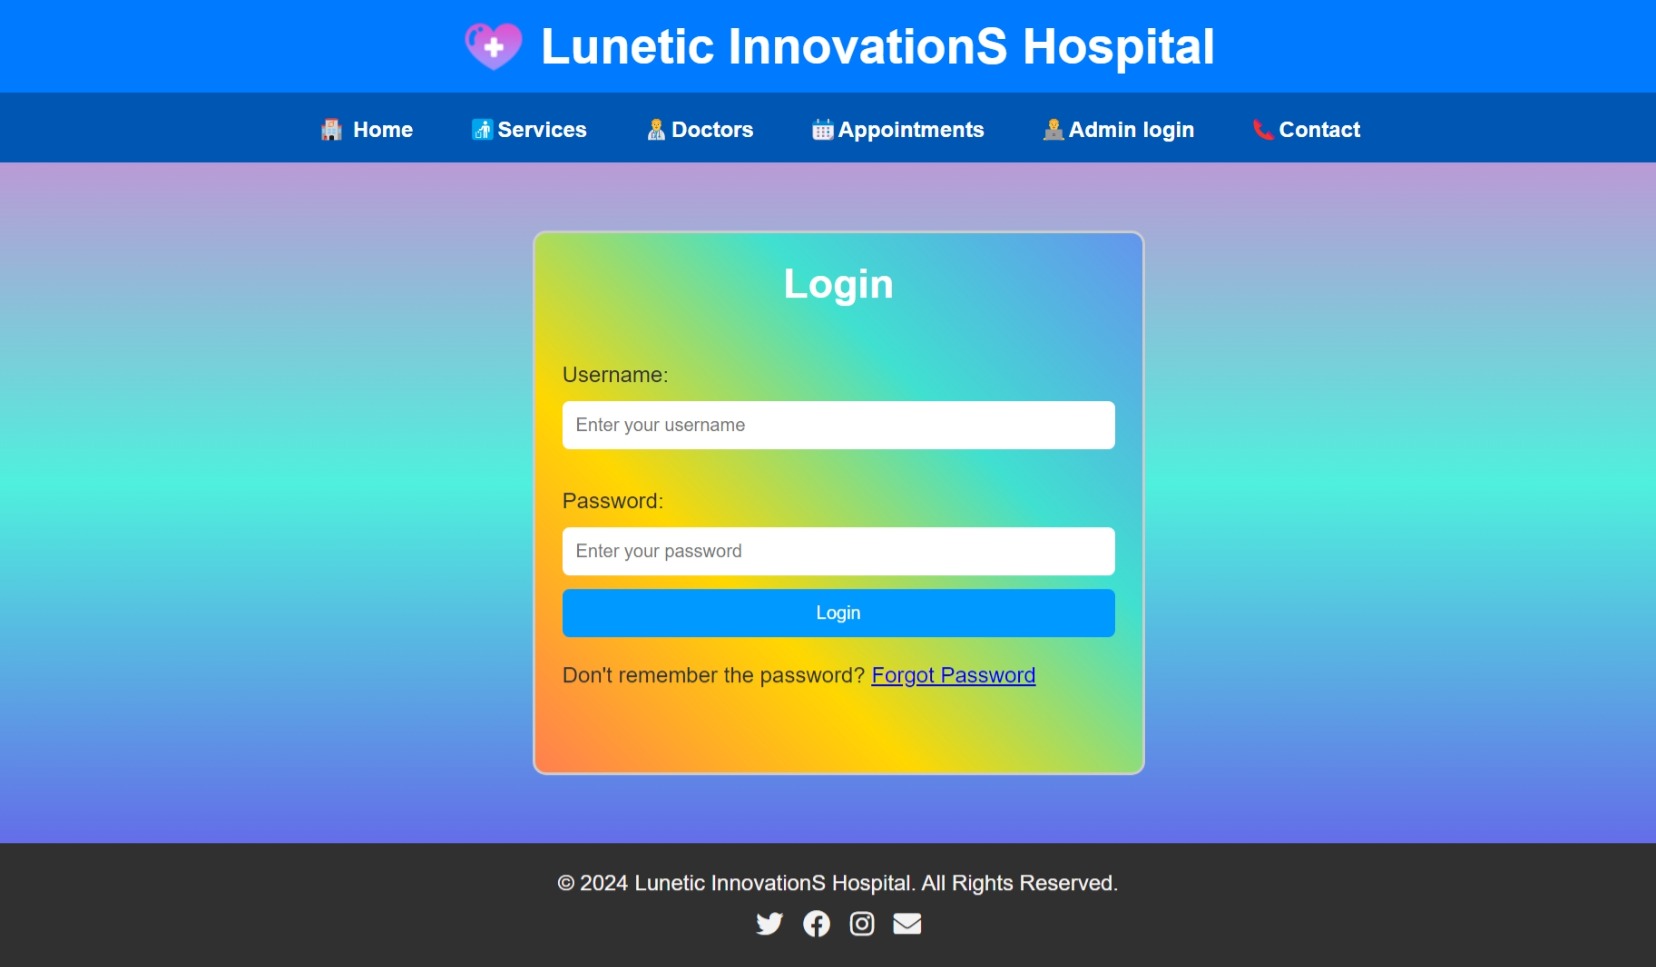 Lunetic InnovationS Hospital
Home Services Doctors Appointments Admin login Contact
Login
Username:
Enter your username
Password:
Enter your password
Login
Don't remember the password? Forgot Password
© 2024 Lunetic InnovationS Hospital. All Rights Reserved.